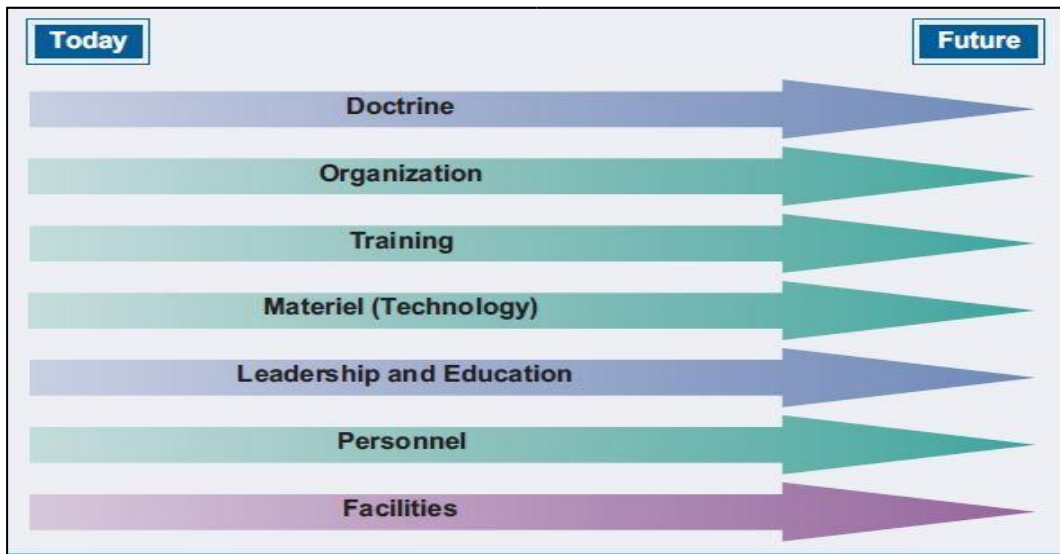 Today
Future
Doctrine
Organization
Training
Materiel (Technology)
Leadership and Education
Personnel
Facilities